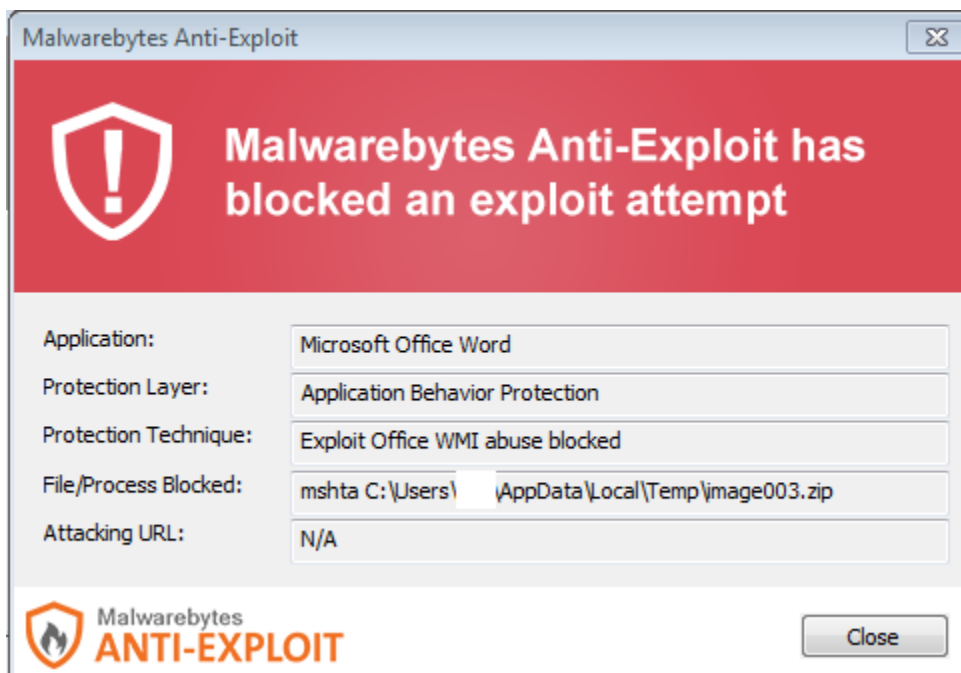 Malwarebytes Anti-Exploit
Malwarebytes Anti-Exploit has
blocked an exploit attempt
Application: Microsoft Office Word
Protection Layer: Application Behavior Protection
Protection Technique: Exploit Office WMI abuse blocked
File/Process Blocked: mshta C:\Users\ \AppData\Local\Temp\image003.zip
Attacking URL: N/A
Malwarebytes
ANTI-EXPLOIT
Close